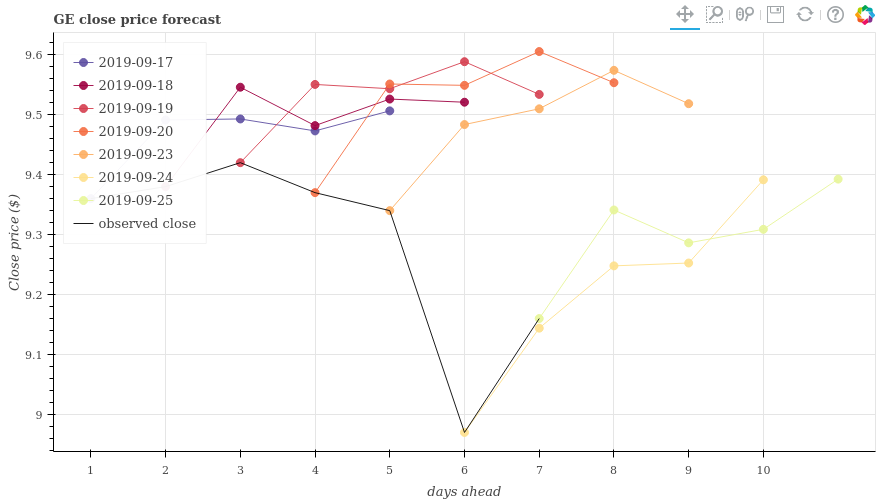 GE close price forecast
2019-09-17
2019-09-18
2019-09-19
2019-09-20
2019-09-23
2019-09-24
2019-09-25
observed close
9.6
9.5
9.4
9.3
9.2
9.1
9
Close price ($)
1 2 3 4 5 6 7 8 9 10
days ahead